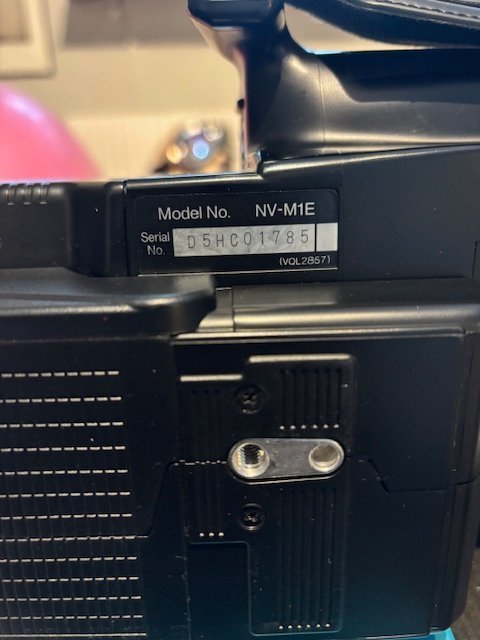 Model No. NV-M1E
Serial No. D5HC01785
(VQL2857)